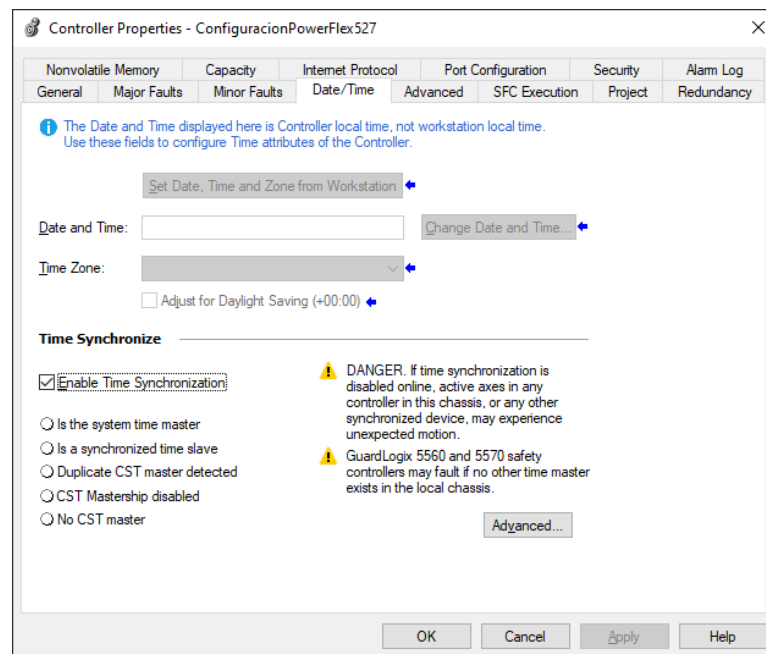 Controller Properties - ConfiguracionPowerFlex527
Nonvolatile Memory Capacity Internet Protocol Port Configuration Security Alarm Log
General Major Faults Minor Faults Date/Time Advanced SFC Execution Project Redundancy
The Date and Time displayed here is Controller local time, not workstation local time.
Use these fields to configure Time attributes of the Controller.
Set Date, Time and Zone from Workstation
Date and Time:
Change Date and Time...
Time Zone:
Adjust for Daylight Saving (+00:00)
Time Synchronize
Enable Time Synchronization
Is the system time master
Is a synchronized time slave
Duplicate CST master detected
CST Mastership disabled
No CST master
DANGER. If time synchronization is
disabled online, active axes in any
controller in this chassis, or any other
synchronized device, may experience
unexpected motion.
GuardLogix 5560 and 5570 safety
controllers may fault if no other time master
exists in the local chassis.
Advanced...
OK Cancel Apply Help